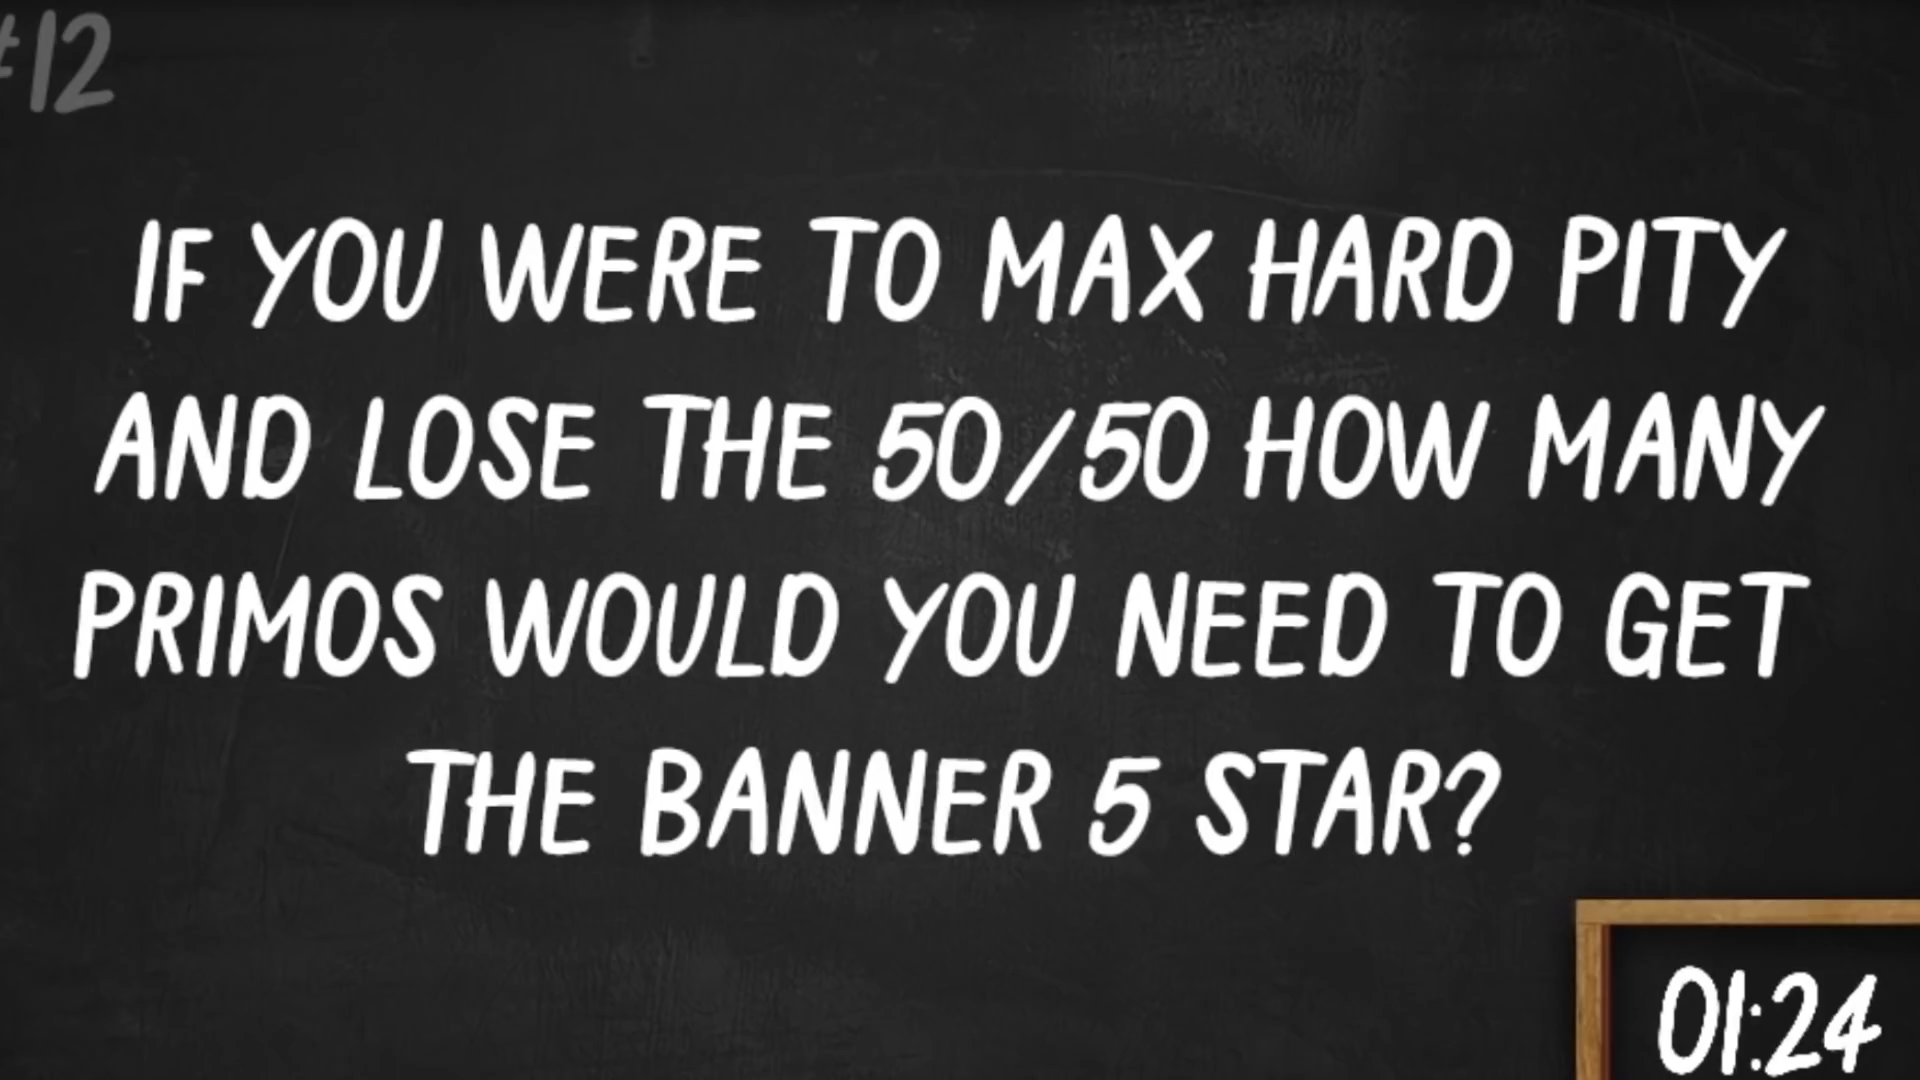 #12
IF YOU WERE TO MAX HARD PITY
AND LOSE THE 50/50 HOW MANY
PRIMOS WOULD YOU NEED TO GET
THE BANNER 5 STAR?
01:24